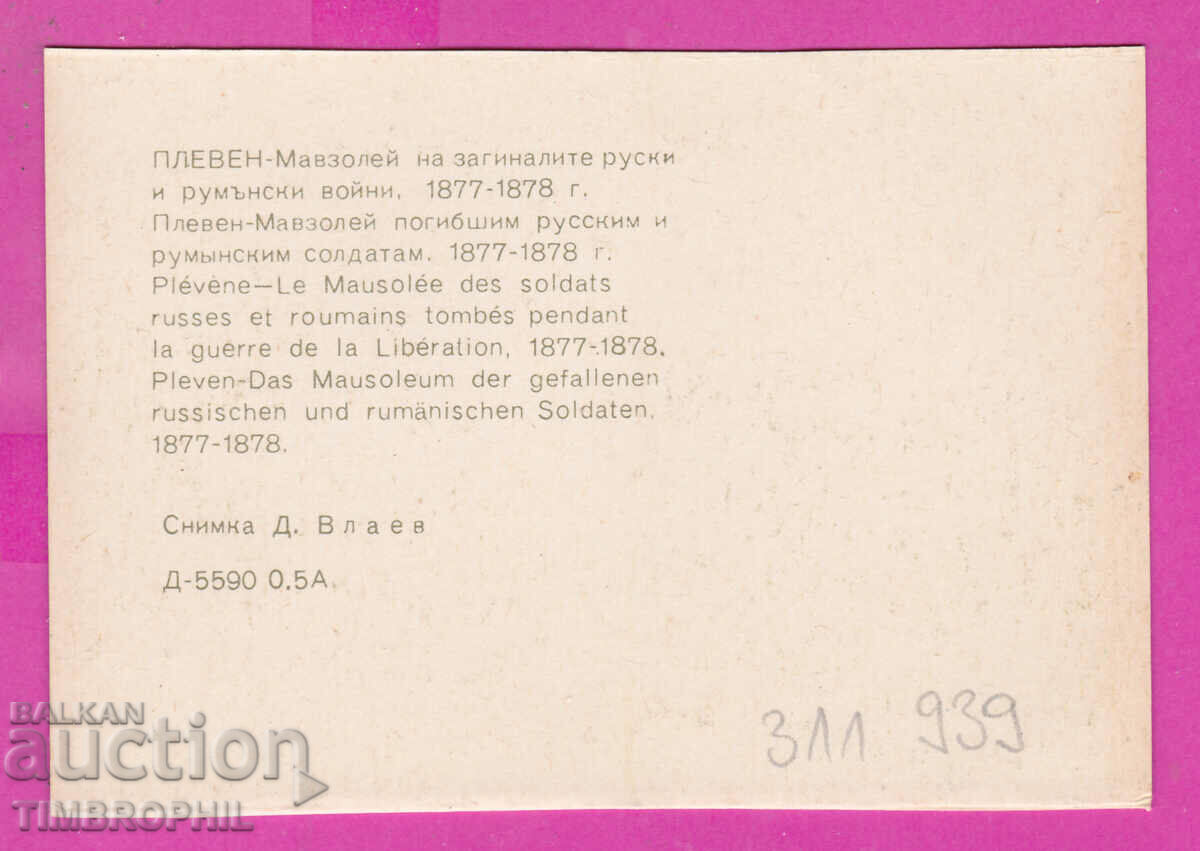 ПЛЕВЕН-Мавзолей на загиналите руски
и румънски войни, 1877-1878 г.
Плевен-Мавзолей погибшим русским и
румынским солдатам. 1877-1878 г.
Plévène—Le Mausolée des soldats
russes et roumains tombés pendant
la guerre de la Libération, 1877-1878.
Pleven-Das Mausoleum der gefallenen
russischen und rumänischen Soldaten.
1877-1878.
Снимка Д. Влаев
Д-5590 0.5А
311 939
BALKAN
auction
TIMBROPHIL